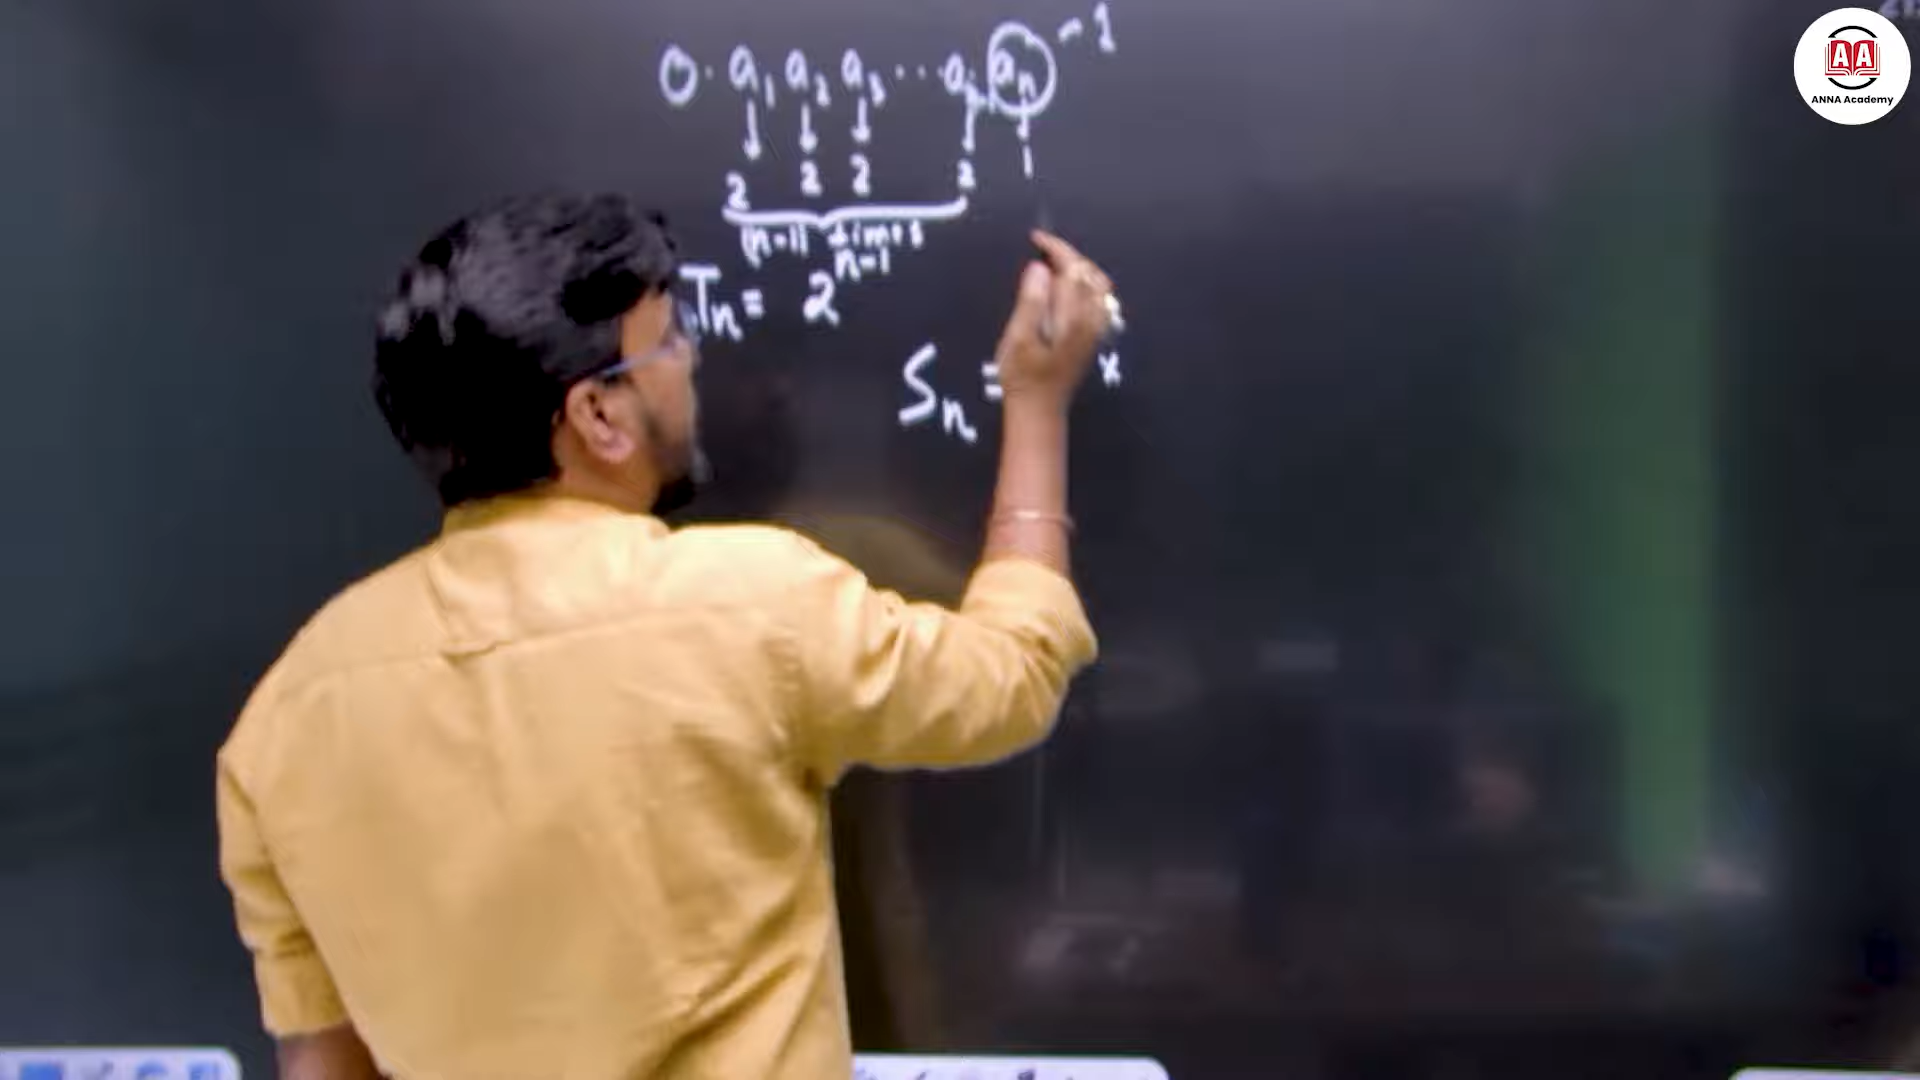 0. a₁ a₂ a₃ ... a aₙ - 1
2 2 2 2 1
(n-1) times
Tₙ = 2ⁿ⁻¹
Sₙ =
x
AA
ANNA Academy